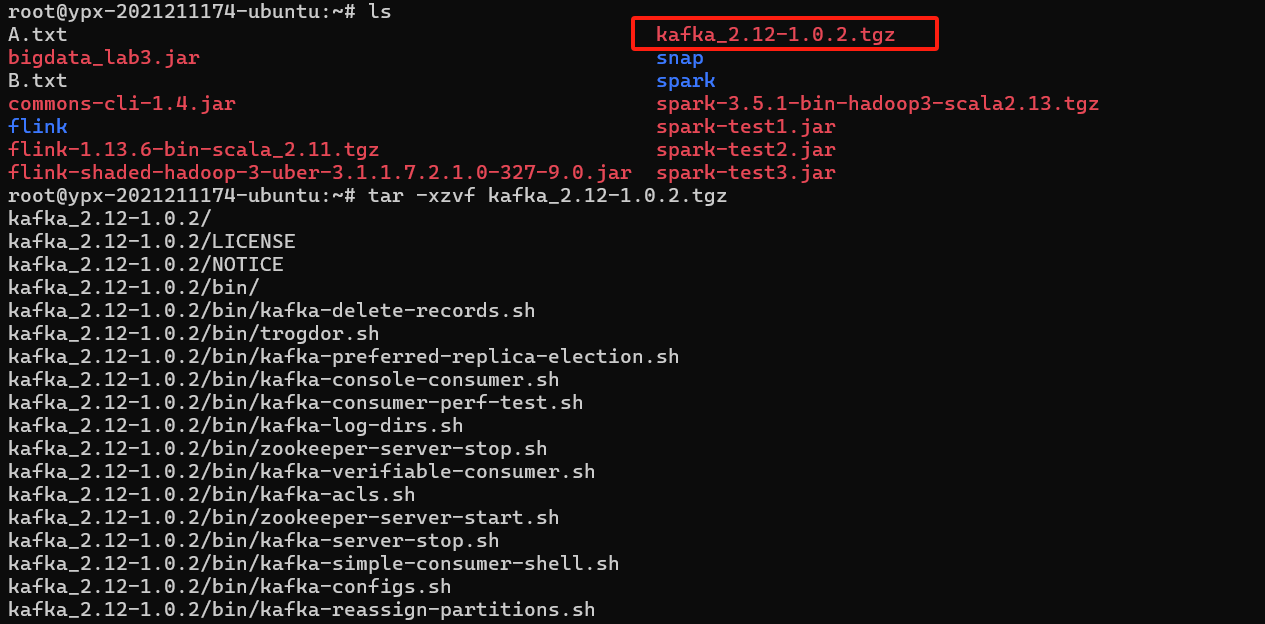 root@ypx-2021211174-ubuntu:~# ls
A.txt kafka_2.12-1.0.2.tgz
bigdata_lab3.jar snap
B.txt spark
commons-cli-1.4.jar spark-3.5.1-bin-hadoop3-scala2.13.tgz
flink spark-test1.jar
flink-1.13.6-bin-scala_2.11.tgz spark-test2.jar
flink-shaded-hadoop-3-uber-3.1.1.7.2.1.0-327-9.0.jar spark-test3.jar
root@ypx-2021211174-ubuntu:~# tar -xzvf kafka_2.12-1.0.2.tgz
kafka_2.12-1.0.2/
kafka_2.12-1.0.2/LICENSE
kafka_2.12-1.0.2/NOTICE
kafka_2.12-1.0.2/bin/
kafka_2.12-1.0.2/bin/kafka-delete-records.sh
kafka_2.12-1.0.2/bin/trogdor.sh
kafka_2.12-1.0.2/bin/kafka-preferred-replica-election.sh
kafka_2.12-1.0.2/bin/kafka-console-consumer.sh
kafka_2.12-1.0.2/bin/kafka-consumer-perf-test.sh
kafka_2.12-1.0.2/bin/kafka-log-dirs.sh
kafka_2.12-1.0.2/bin/zookeeper-server-stop.sh
kafka_2.12-1.0.2/bin/kafka-verifiable-consumer.sh
kafka_2.12-1.0.2/bin/kafka-acls.sh
kafka_2.12-1.0.2/bin/zookeeper-server-start.sh
kafka_2.12-1.0.2/bin/kafka-server-stop.sh
kafka_2.12-1.0.2/bin/kafka-simple-consumer-shell.sh
kafka_2.12-1.0.2/bin/kafka-configs.sh
kafka_2.12-1.0.2/bin/kafka-reassign-partitions.sh